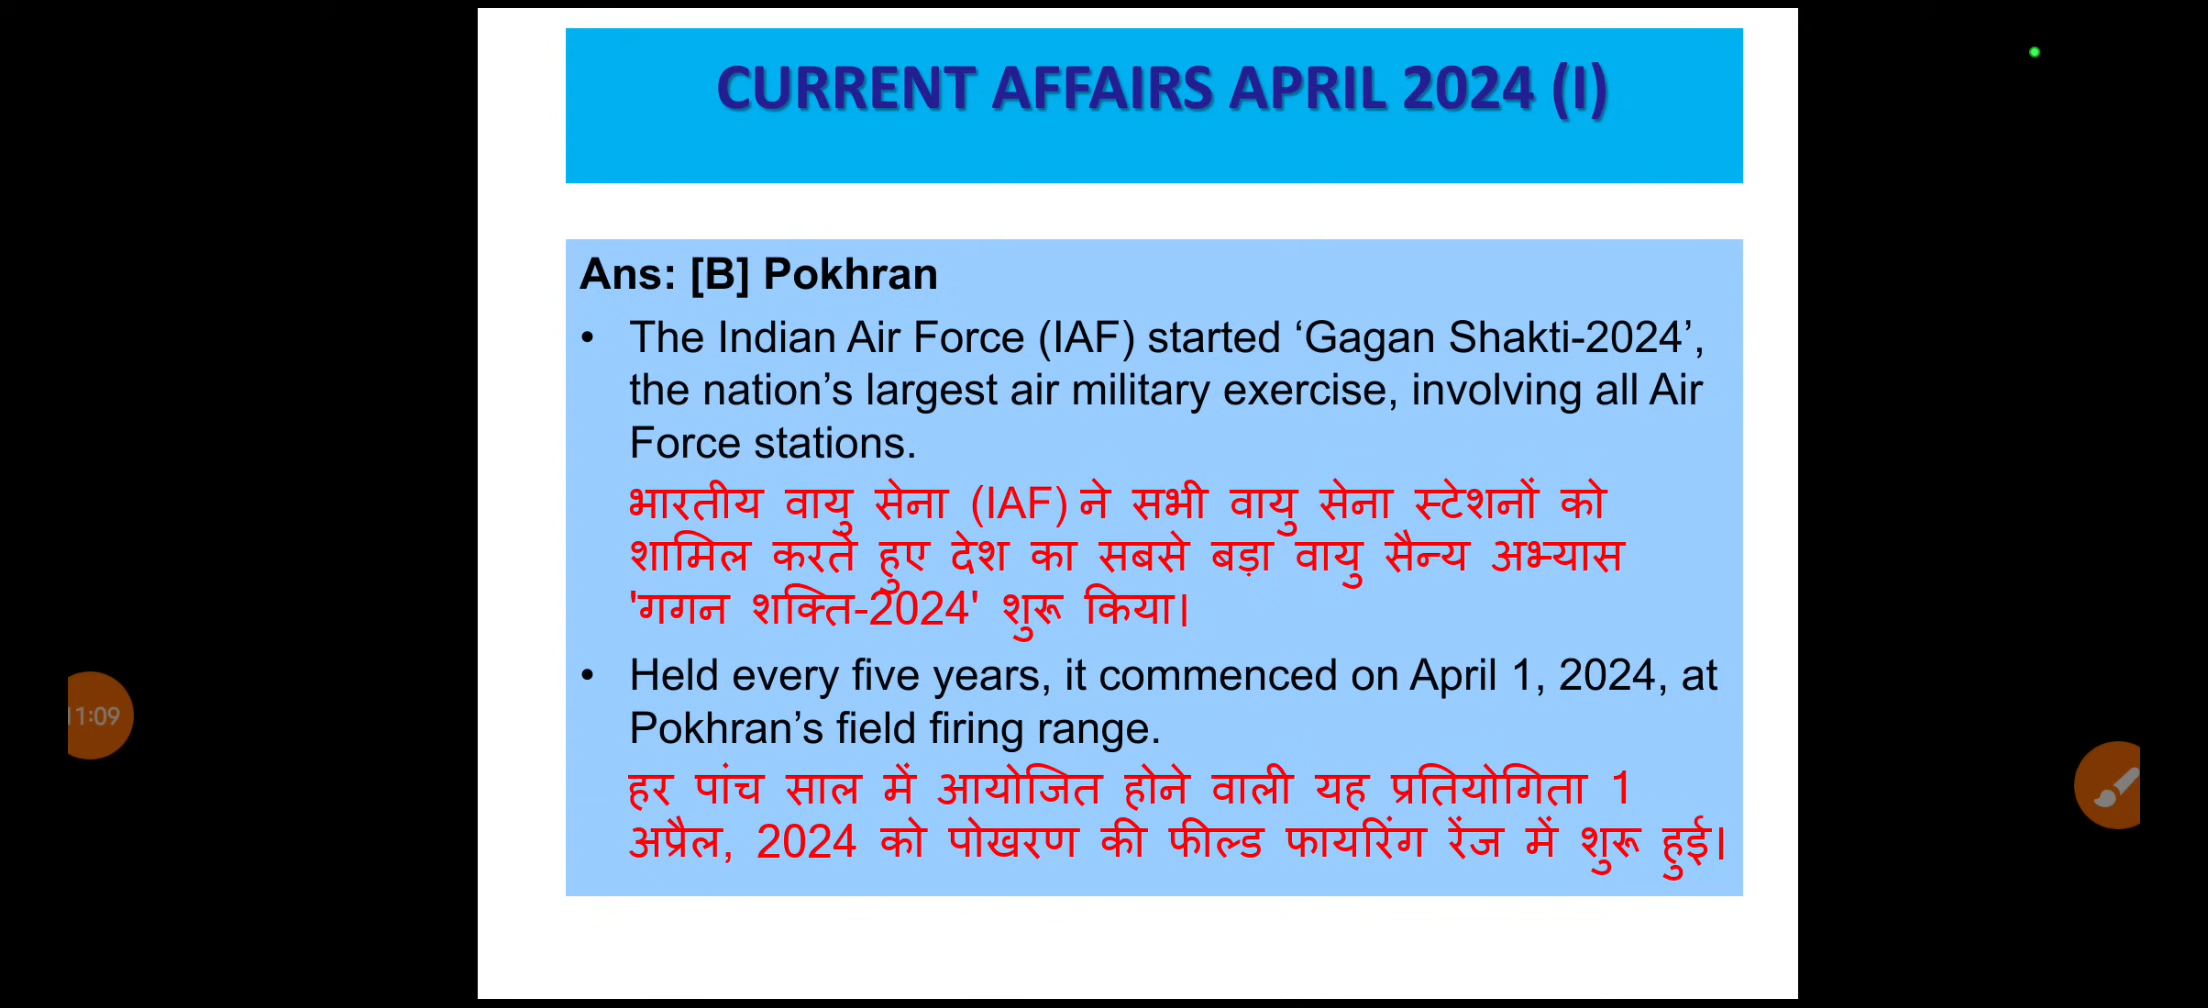 CURRENT AFFAIRS APRIL 2024 (I)
Ans: [B] Pokhran
• The Indian Air Force (IAF) started ‘Gagan Shakti-2024’,
the nation’s largest air military exercise, involving all Air
Force stations.
भारतीय वायु सेना (IAF) ने सभी वायु सेना स्टेशनों को
शामिल करते हुए देश का सबसे बड़ा वायु सैन्य अभ्यास
'गगन शक्ति-2024' शुरू किया।
• Held every five years, it commenced on April 1, 2024, at
Pokhran’s field firing range.
हर पांच साल में आयोजित होने वाली यह प्रतियोगिता 1
अप्रैल, 2024 को पोखरण की फील्ड फायरिंग रेंज में शुरू हुई।
11:09